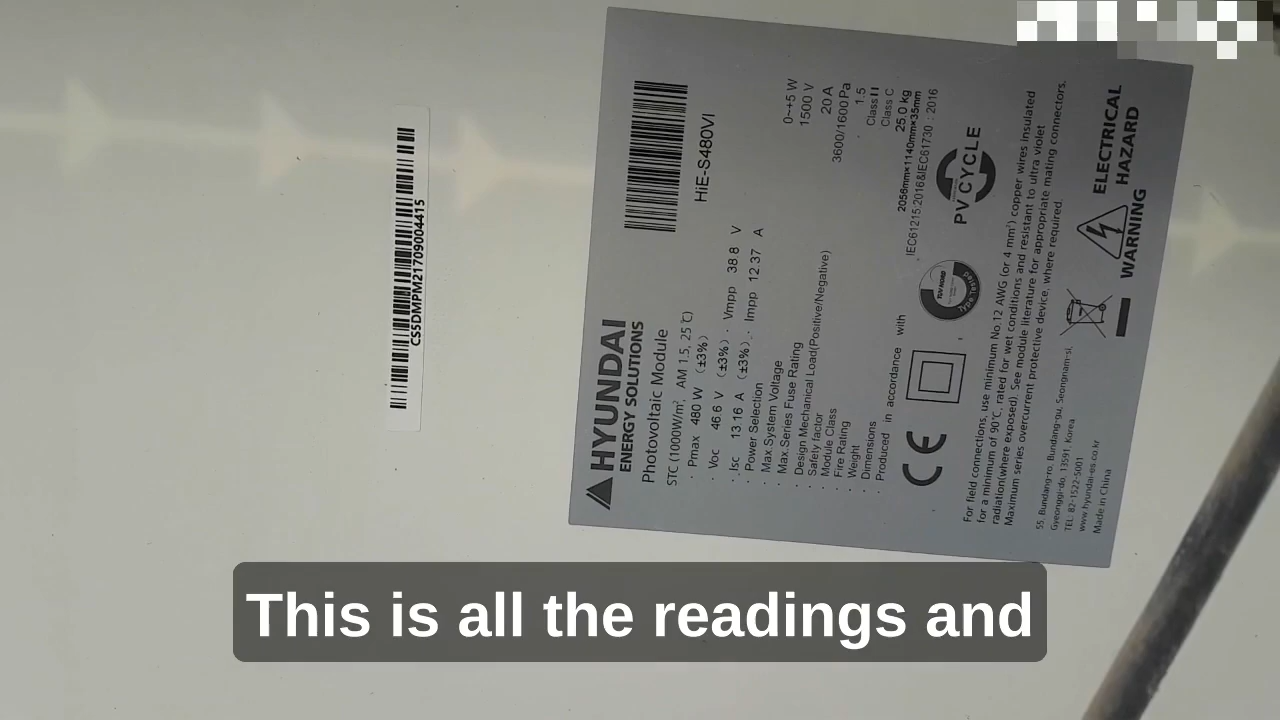 CS5DMPM21709004415
HYUNDAI
ENERGY SOLUTIONS
HiE-S480VI
Photovoltaic Module
STC (1000W/m², AM 1.5, 25℃)
· Pmax 480 W (±3%)
· Voc 46.6 V (±3%) · Vmpp 38.8 V
· Isc 13.16 A (±3%) · Impp 12.37 A
· Power Selection 0~+5 W
· Max.System Voltage 1500 V
· Max.Series Fuse Rating 20 A
· Design Mechanical Load(Positive/Negative) 3600/1600Pa
· Safety factor 1.5
· Module Class Class II
· Fire Rating Class C
· Weight 25.0 kg
· Dimensions 2056mm×1140mm×35mm
· Produced in accordance with IEC61215:2016&IEC61730 : 2016
CE
TUV NORD
Type Tested
PV CYCLE
For field connections, use minimum No.12 AWG (or 4 mm²) copper wires insulated
for a minimum of 90℃, rated for wet conditions and resistant to ultra violet
radiation(where exposed). See module literature for appropriate mating connectors.
Maximum series overcurrent protective device, where required.
55, Bundang-ro, Bundang-gu, Seongnam-si,
Gyeonggi-do, 13591, Korea
TEL: 82-1522-5001
www.hyundai-es.co.kr
Made in China
WARNING
ELECTRICAL
HAZARD
This is all the readings and